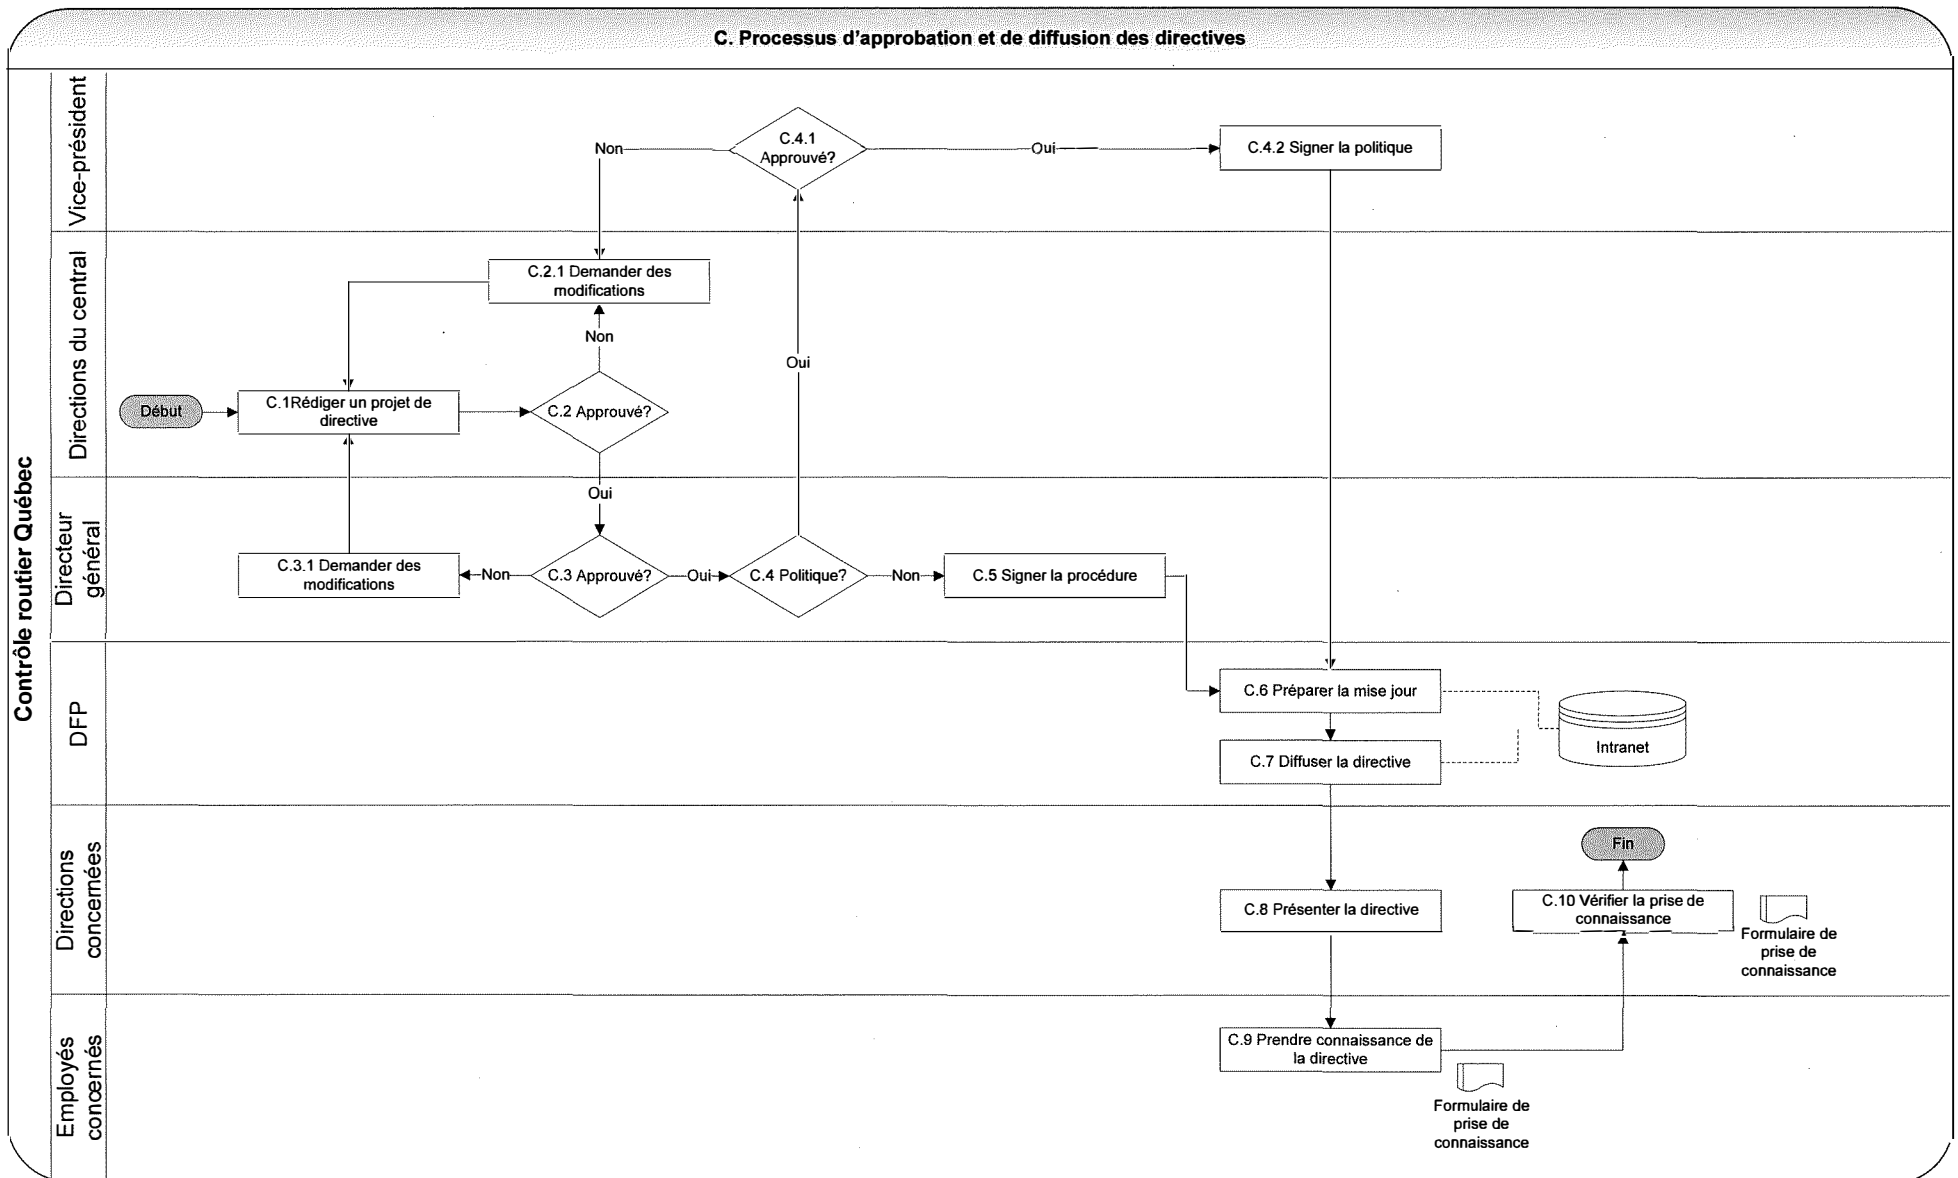 C. Processus d'approbation et de diffusion des directives
Contrôle routier Québec
Vice-président
Non
C.4.1
Approuvé?
Oui
C.4.2 Signer la politique
Directions du central
C.2.1 Demander des
modifications
Non
Oui
Début
C.1Rédiger un projet de
directive
C.2 Approuvé?
Oui
Directeur
général
C.3.1 Demander des
modifications
Non
C.3 Approuvé?
Oui
C.4 Politique?
Non
C.5 Signer la procédure
DFP
C.6 Préparer la mise jour
C.7 Diffuser la directive
Intranet
Directions
concernées
Fin
C.8 Présenter la directive
C.10 Vérifier la prise de
connaissance
Formulaire de
prise de
connaissance
Employés
concernés
C.9 Prendre connaissance de
la directive
Formulaire de
prise de
connaissance